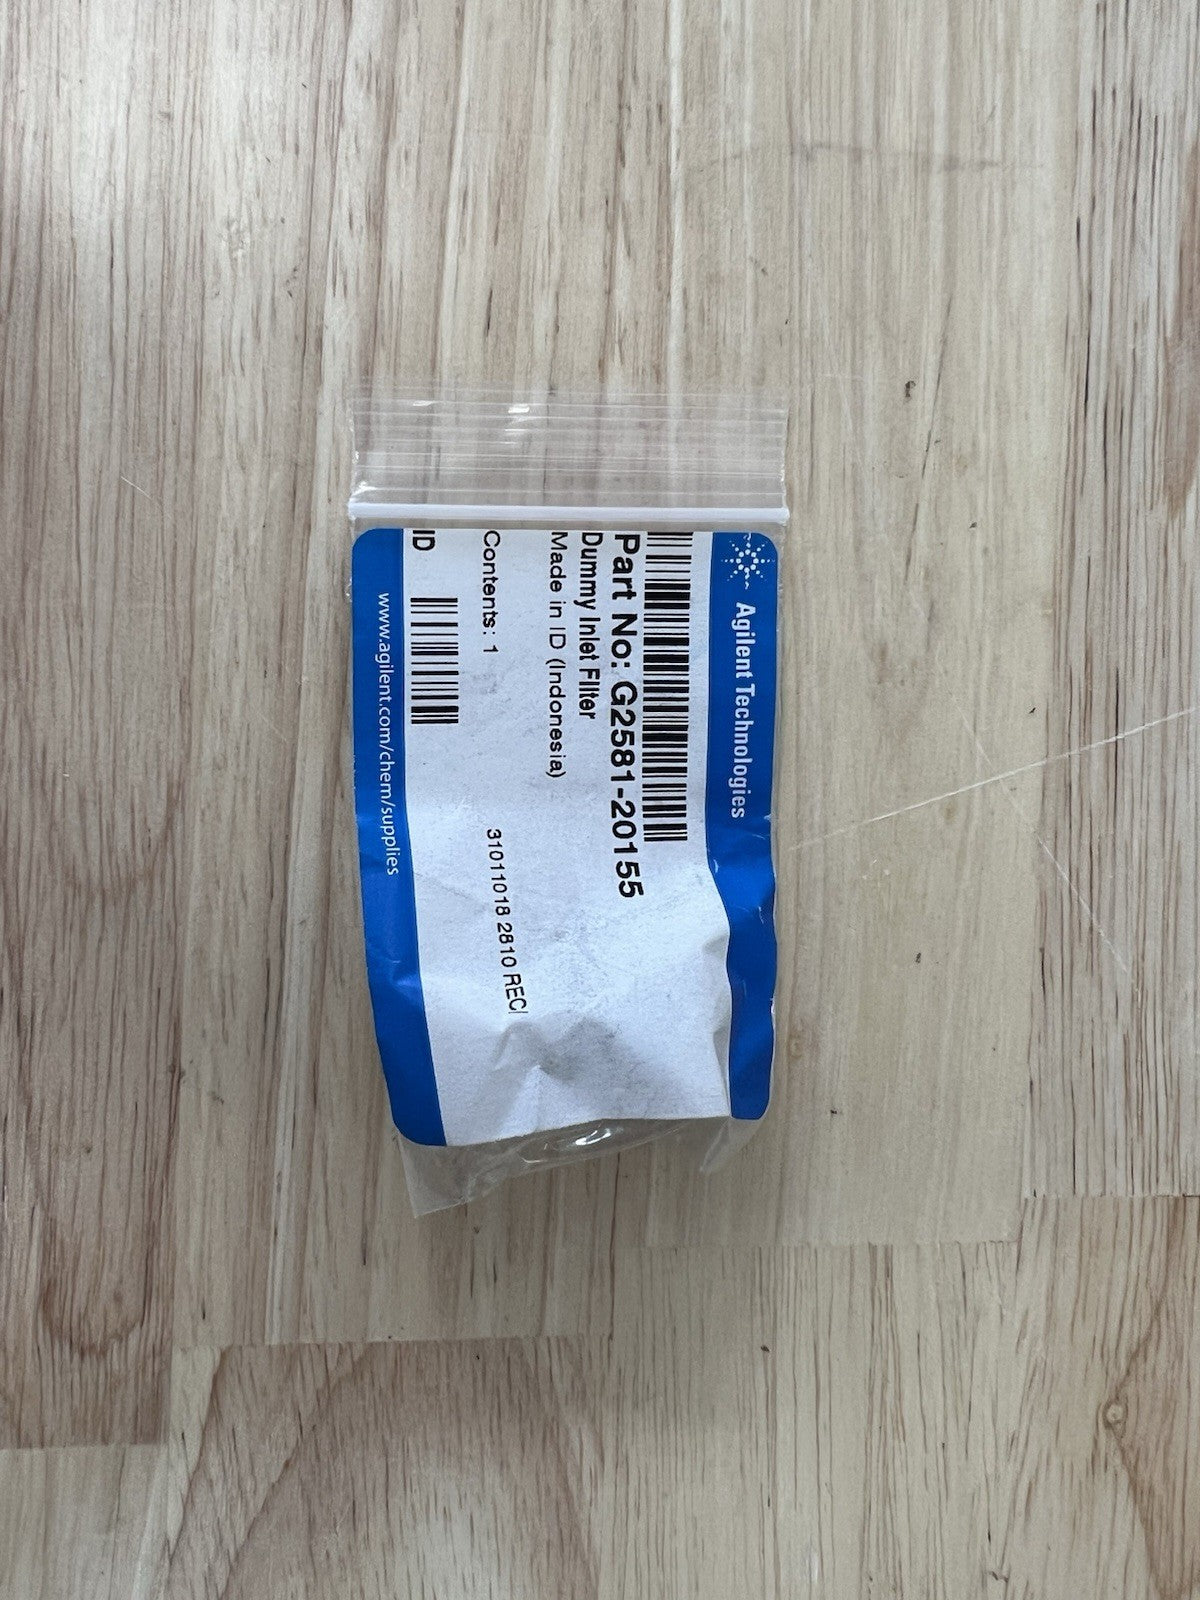 Agilent Technologies
Part No: G2581-20155
Dummy Inlet Filter
Made in ID (Indonesia)
Contents: 1
31011018 2810 REC
ID
www.agilent.com/chem/supplies